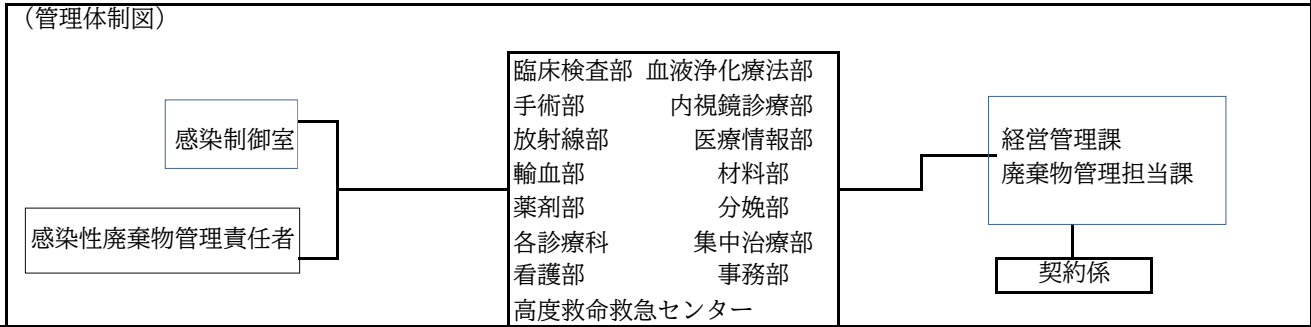 （管理体制図）
感染制御室
感染性廃棄物管理責任者
臨床検査部 血液浄化療法部
手術部 内視鏡診療部
放射線部 医療情報部
輸血部 材料部
薬剤部 分娩部
各診療科 集中治療部
看護部 事務部
高度救命救急センター
経営管理課
廃棄物管理担当課
契約係